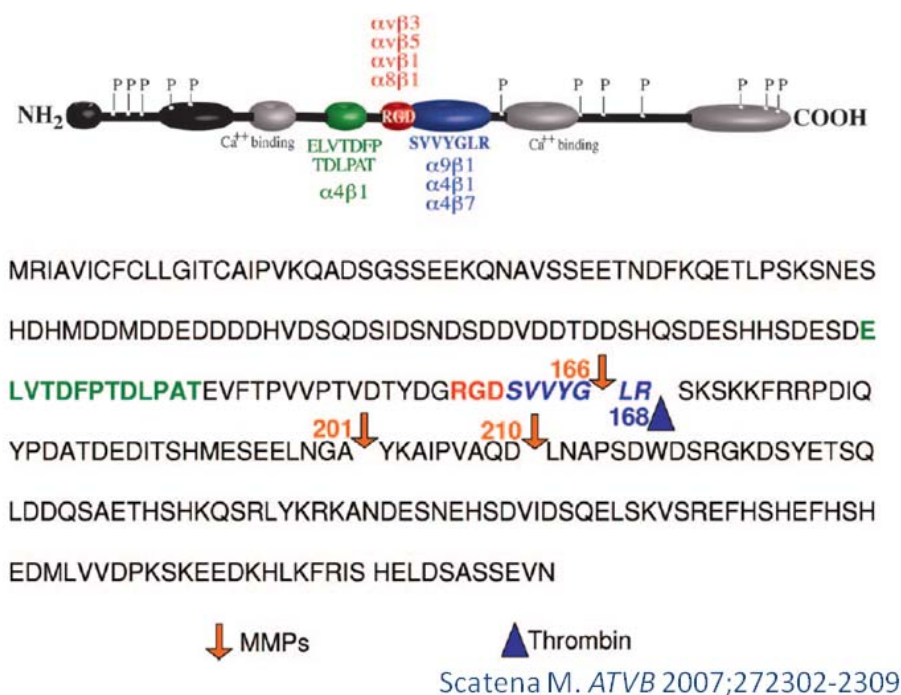 αvβ3
αvβ5
αvβ1
α8β1
P P P P P P P P P P P P
NH2 RGD COOH
Ca++ binding ELVTDFP SVVYGLR Ca++ binding
TDLPAT α9β1
α4β1 α4β1
α4β7
MRIAVICFCLLGITCAIPVKQADSGSSEEKQNAVSSEETNDFKQETLPSKSNES
HDHMDDMDDEDDDDHVDSQDSIDSNDSDDVDDTDDSHQSDESHHSDESDE
166
LVTDFPTDLPATEVFTPVVPTVDTYDGRGDSVVYG LR SKSKKFRRPDIQ
201 210 168
YPDATDEDITSHMESEELNGA YKAIPVAQD LNAPSDWDSRGKDSYETSQ
LDDQSAETHSHKQSRLYKRKANDESNEHSDVIDSQELSKVSREFHSHEFHSH
EDMLVVDPKSKEEDKHLKFRIS HELDSASSEVN
MMPs Thrombin
Scatena M. ATVB 2007;272302-2309